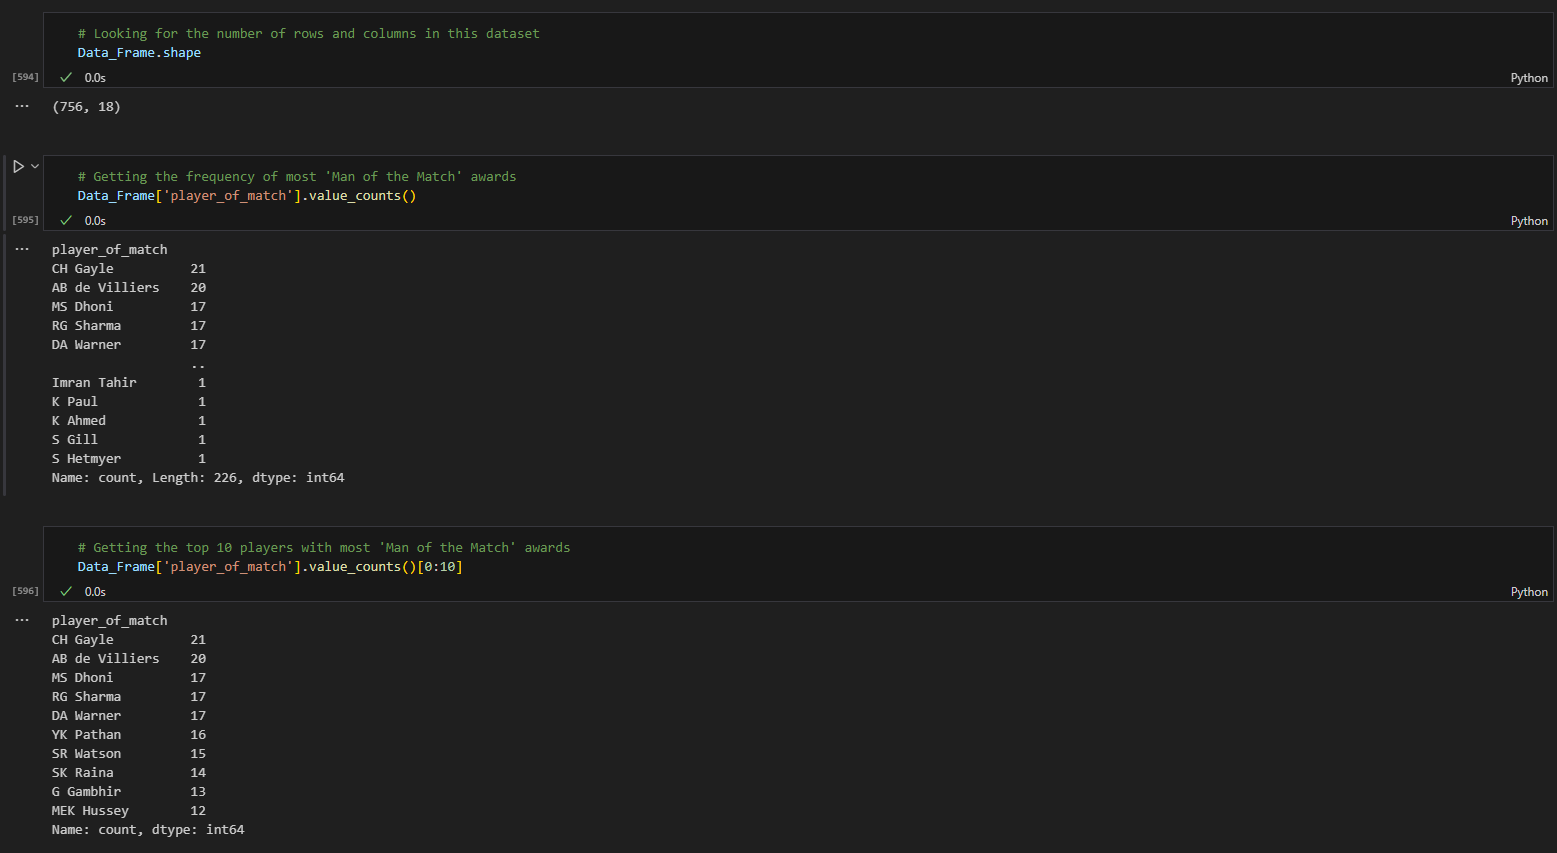 # Looking for the number of rows and columns in this dataset
Data_Frame.shape
[594] 0.0s Python
... (756, 18)
# Getting the frequency of most 'Man of the Match' awards
Data_Frame['player_of_match'].value_counts()
[595] 0.0s Python
... player_of_match
CH Gayle 21
AB de Villiers 20
MS Dhoni 17
RG Sharma 17
DA Warner 17
..
Imran Tahir 1
K Paul 1
K Ahmed 1
S Gill 1
S Hetmyer 1
Name: count, Length: 226, dtype: int64
# Getting the top 10 players with most 'Man of the Match' awards
Data_Frame['player_of_match'].value_counts()[0:10]
[596] 0.0s Python
... player_of_match
CH Gayle 21
AB de Villiers 20
MS Dhoni 17
RG Sharma 17
DA Warner 17
YK Pathan 16
SR Watson 15
SK Raina 14
G Gambhir 13
MEK Hussey 12
Name: count, dtype: int64